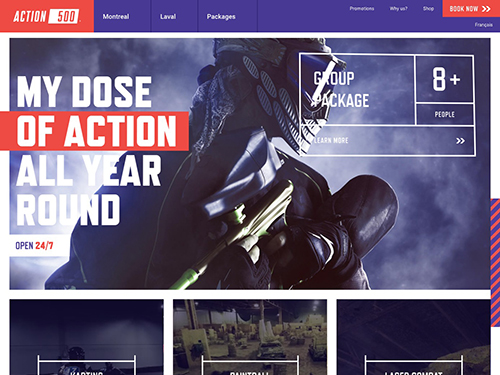 ACTION 500
Montreal
Laval
Packages
Promotions
Why us?
Shop
BOOK NOW
Français
MY DOSE
OF ACTION
ALL YEAR
ROUND
OPEN 24/7
GROUP
PACKAGE
8+
PEOPLE
LEARN MORE
KARTING
PAINTBALL
LASER COMBAT